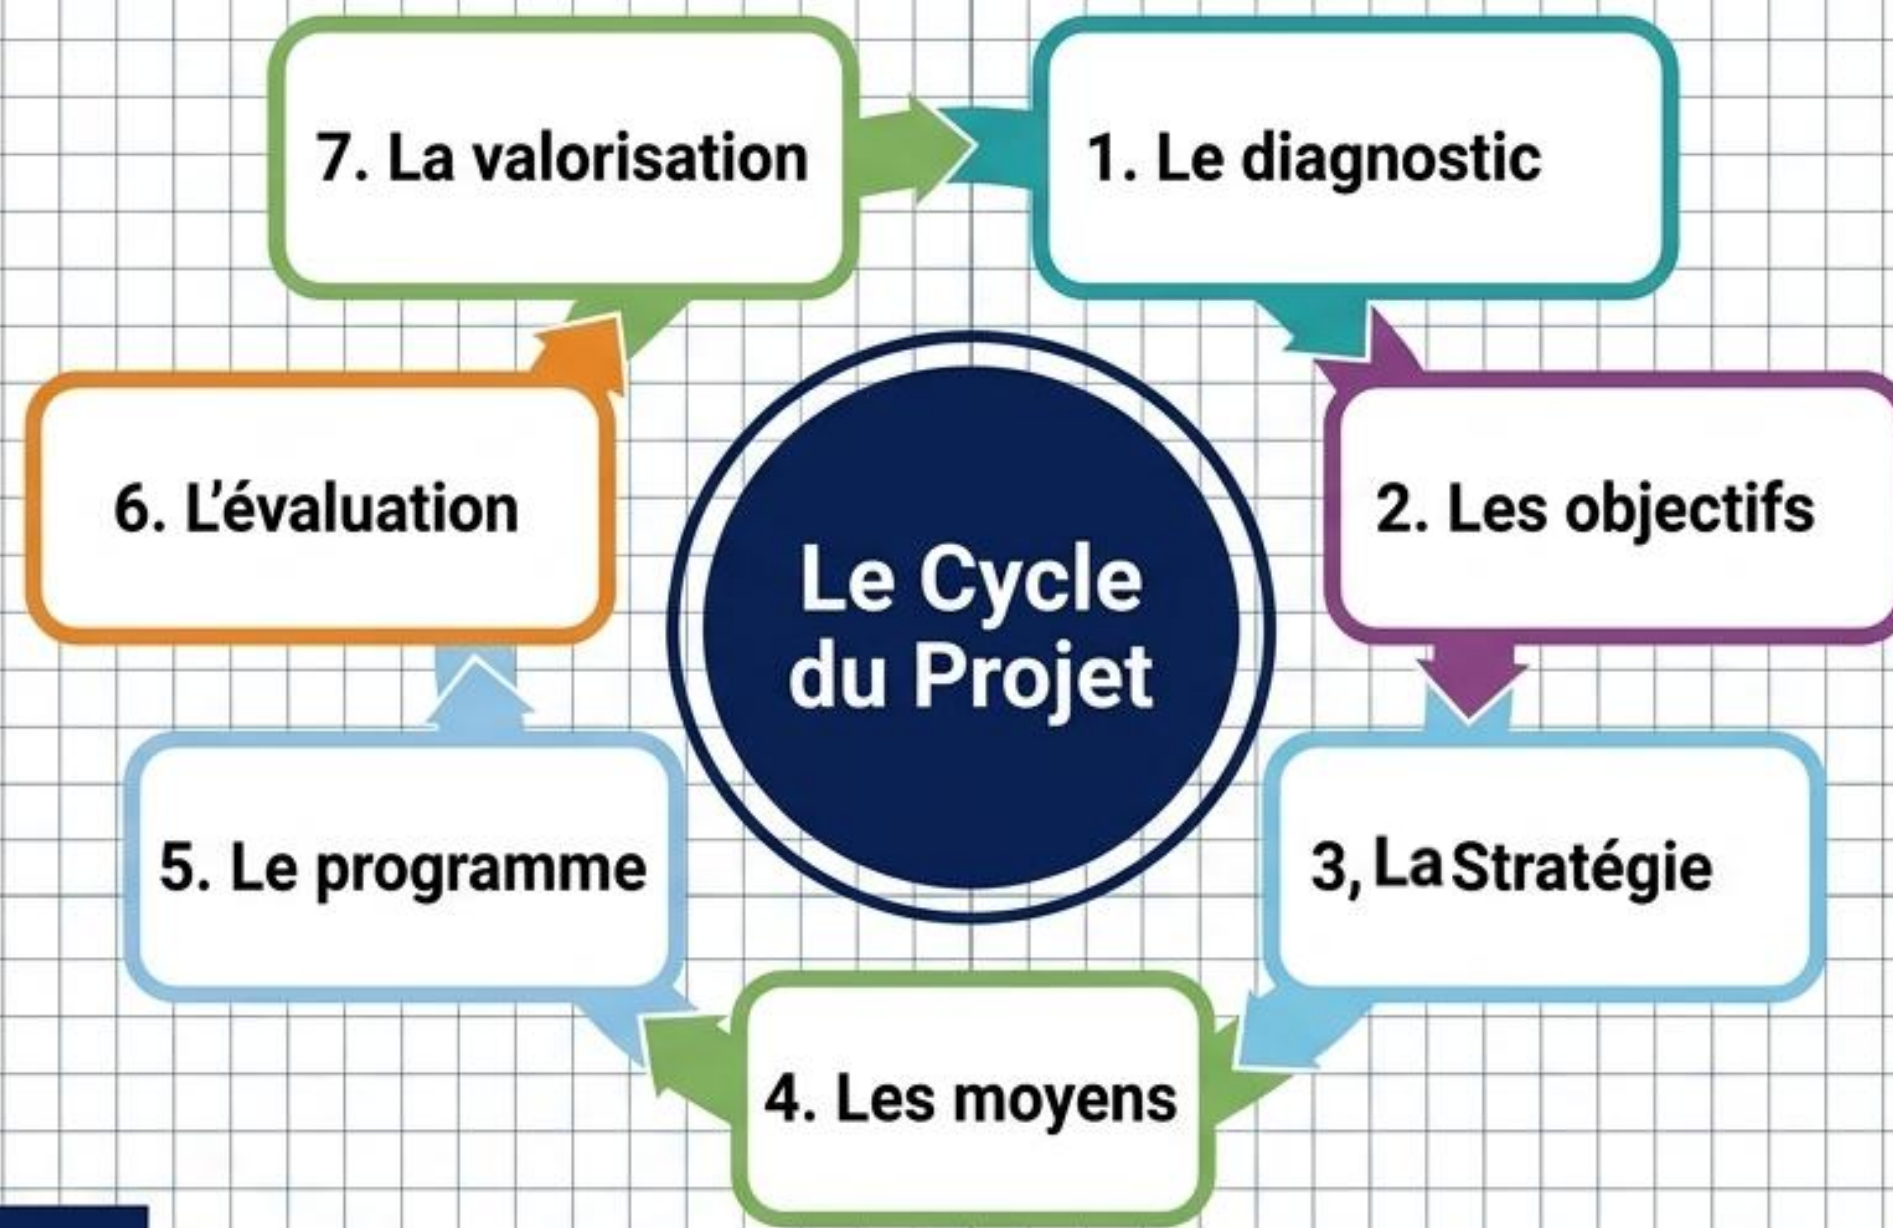 Le Cycle
du Projet
1. Le diagnostic
2. Les objectifs
3, La Stratégie
4. Les moyens
5. Le programme
6. L’évaluation
7. La valorisation